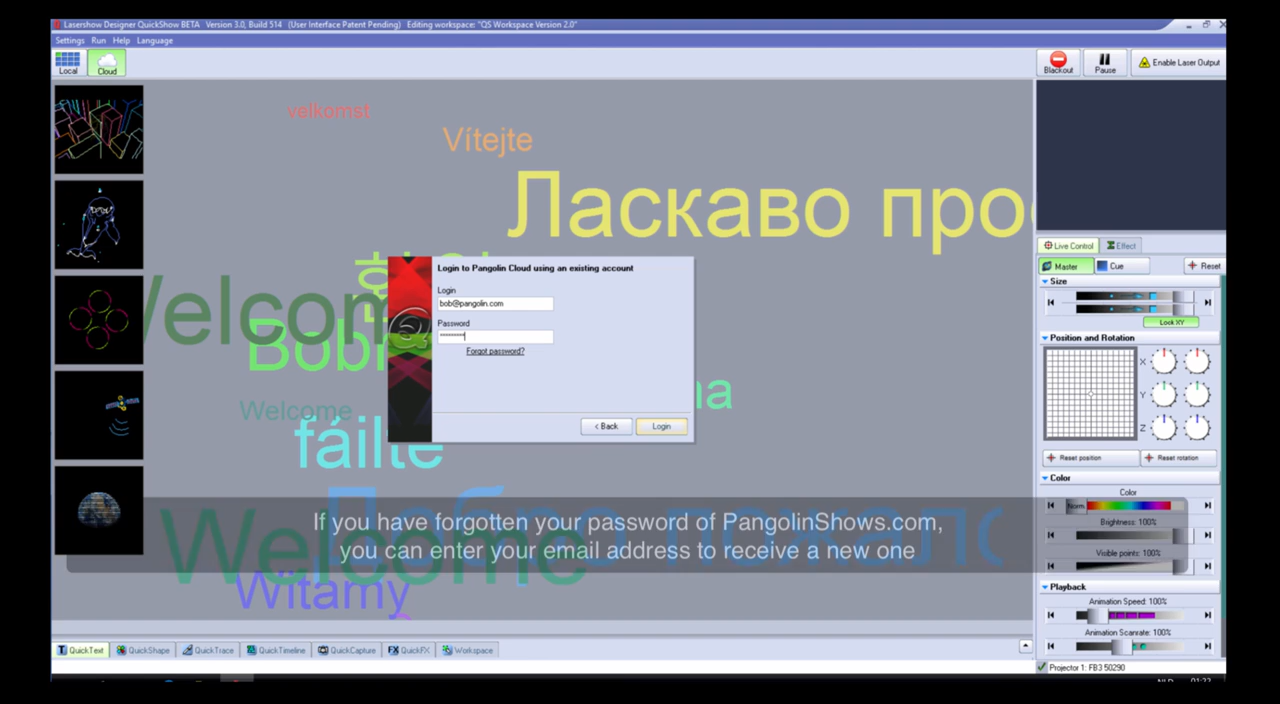 Lasershow Designer QuickShow BETA Version 3.0, Build 514 (User Interface Patent Pending) Editing workspace: "QS Workspace Version 2.0"
Settings Run Help Language
Local Cloud
Blackout Pause Enable Laser Output
velkomst
Vítejte
Ласкаво про
Live Control Effect
Master Cue Reset
Size
Lock XY
Login to Pangolin Cloud using an existing account
Login
bob@pangolin.com
Password
*********
Forgot password?
< Back Login
Position and Rotation
X
Y
Z
Reset position Reset rotation
Welcome
fáilte
Color
Color
Norm.
Brightness: 100%
Visible points: 100%
If you have forgotten your password of PangolinShows.com,
you can enter your email address to receive a new one
Welcome
Witamy
Playback
Animation Speed: 100%
Animation Scanrate: 100%
QuickText QuickShape QuickTrace QuickTimeline QuickCapture FX QuickFX Workspace
Projector 1: FB3 50290